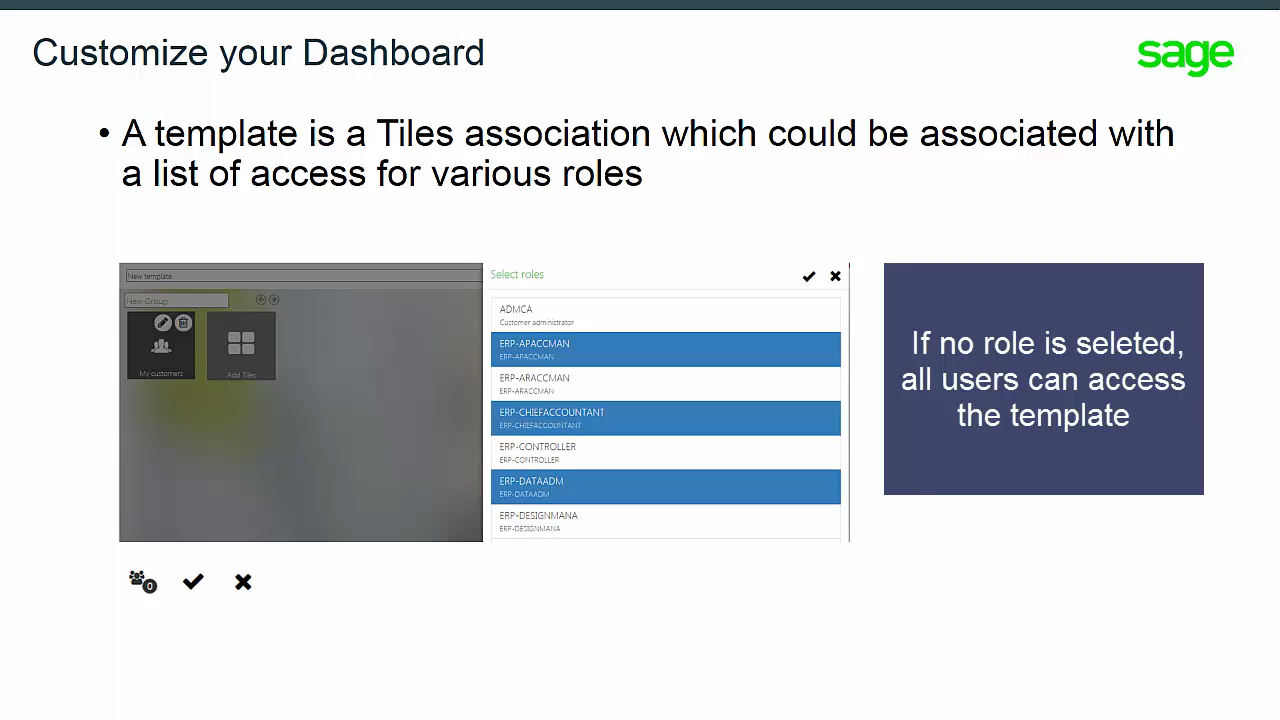 Customize your Dashboard
sage
• A template is a Tiles association which could be associated with
a list of access for various roles
New template
New Group
My customers
Add Tiles
Select roles
ADMCA
Customer administrator
ERP-APACCMAN
ERP-APACCMAN
ERP-ARACCMAN
ERP-ARACCMAN
ERP-CHIEFACCOUNTANT
ERP-CHIEFACCOUNTANT
ERP-CONTROLLER
ERP-CONTROLLER
ERP-DATAADM
ERP-DATAADM
ERP-DESIGNMANA
ERP-DESIGNMANA
If no role is seleted,
all users can access
the template
0